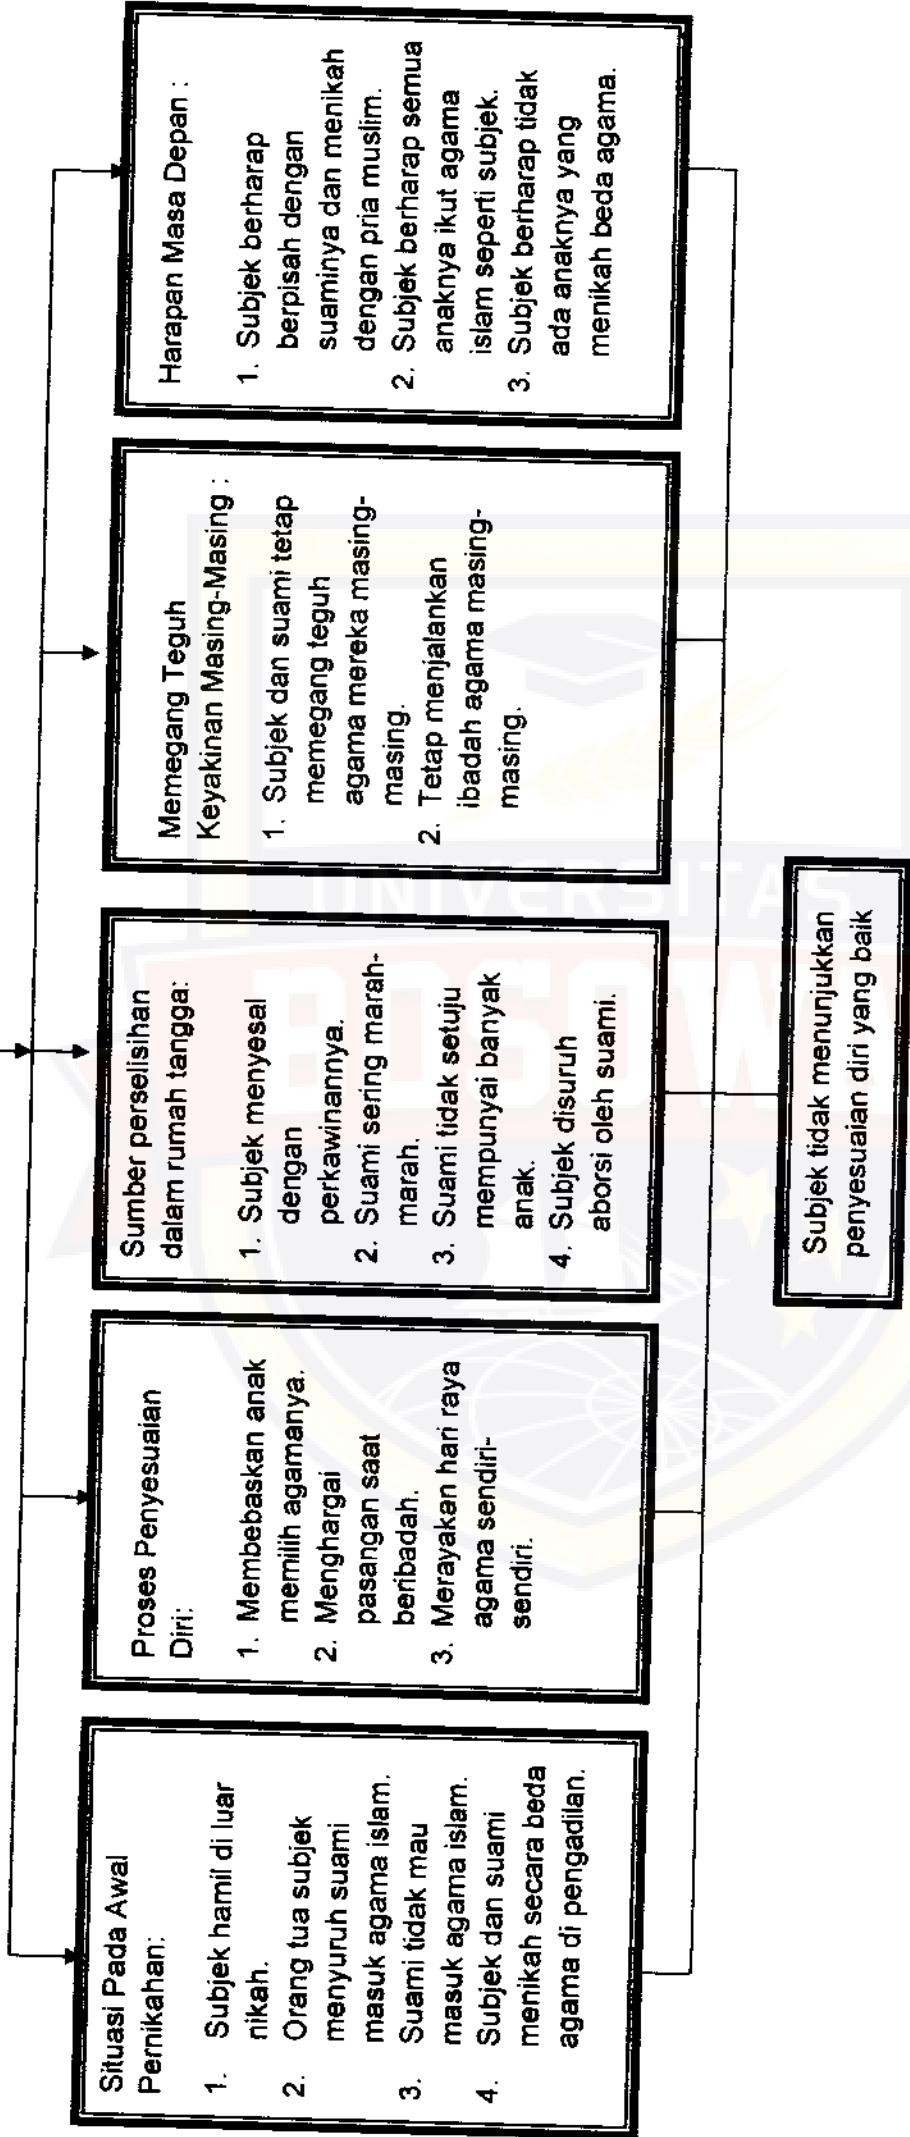 Situasi Pada Awal
Pernikahan:
1. Subjek hamil di luar
nikah.
2. Orang tua subjek
menyuruh suami
masuk agama islam.
3. Suami tidak mau
masuk agama islam.
4. Subjek dan suami
menikah secara beda
agama di pengadilan.
Proses Penyesuaian
Diri:
1. Membebaskan anak
memilih agamanya.
2. Menghargai
pasangan saat
beribadah.
3. Merayakan hari raya
agama sendiri-
sendiri.
Sumber perselisihan
dalam rumah tangga:
1. Subjek menyesal
dengan
perkawinannya.
2. Suami sering marah-
marah.
3. Suami tidak setuju
mempunyai banyak
anak.
4. Subjek disuruh
aborsi oleh suami.
Memegang Teguh
Keyakinan Masing-Masing :
1. Subjek dan suami tetap
memegang teguh
agama mereka masing-
masing.
2. Tetap menjalankan
ibadah agama masing-
masing.
Harapan Masa Depan :
1. Subjek berharap
berpisah dengan
suaminya dan menikah
dengan pria muslim.
2. Subjek berharap semua
anaknya ikut agama
islam seperti subjek.
3. Subjek berharap tidak
ada anaknya yang
menikah beda agama.
Subjek tidak menunjukkan
penyesuaian diri yang baik
UNIVERSITAS
BOSOWA